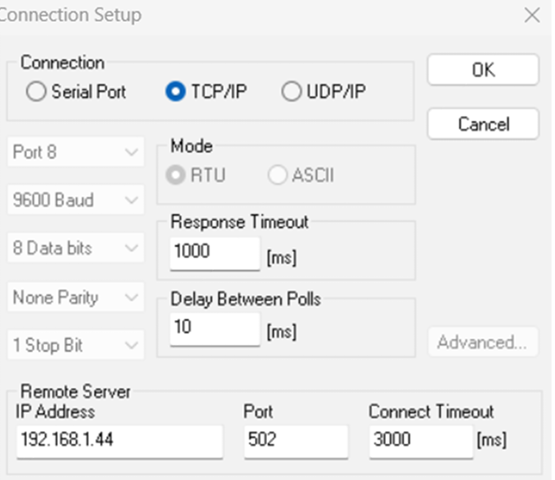 Connection Setup
Connection
Serial Port TCP/IP UDP/IP
OK
Cancel
Port 8
9600 Baud
8 Data bits
None Parity
1 Stop Bit
Mode
RTU ASCII
Response Timeout
1000 [ms]
Delay Between Polls
10 [ms]
Advanced...
Remote Server
IP Address Port Connect Timeout
192.168.1.44 502 3000 [ms]